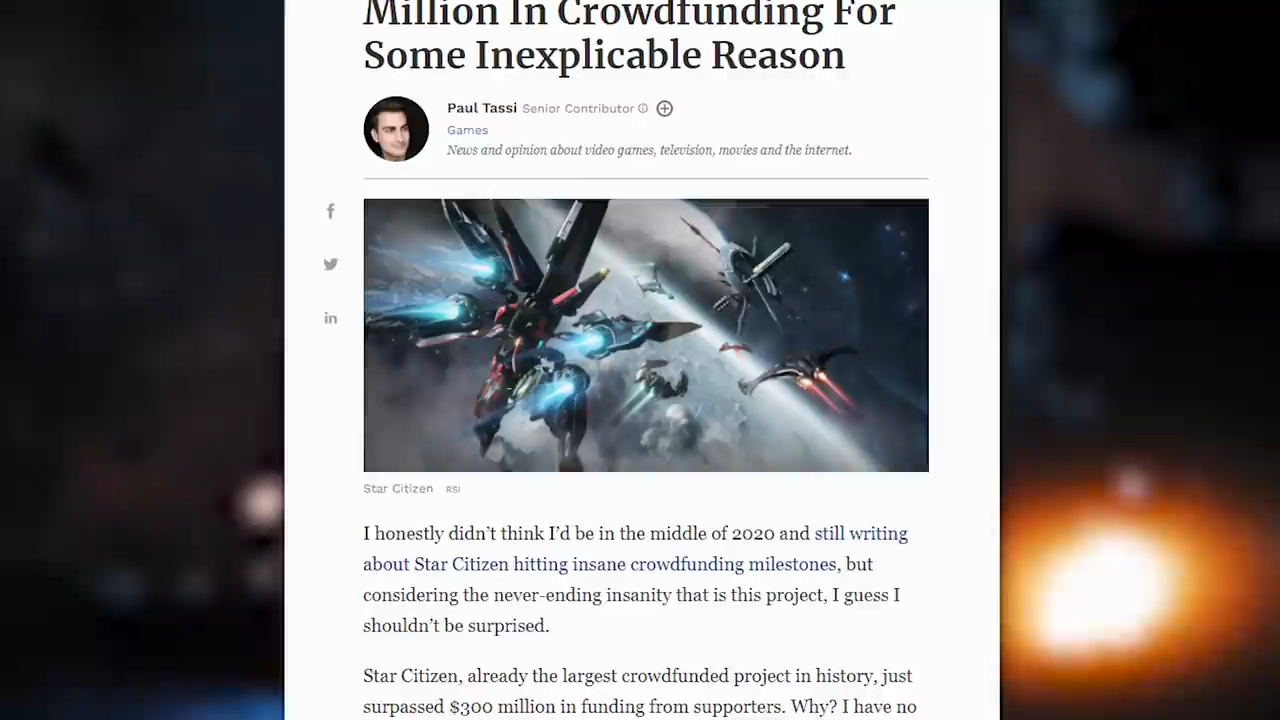 Million In Crowdfunding For
Some Inexplicable Reason
Paul Tassi Senior Contributor
Games
News and opinion about video games, television, movies and the internet.
Star Citizen RSI
I honestly didn’t think I’d be in the middle of 2020 and still writing
about Star Citizen hitting insane crowdfunding milestones, but
considering the never-ending insanity that is this project, I guess I
shouldn’t be surprised.
Star Citizen, already the largest crowdfunded project in history, just
surpassed $300 million in funding from supporters. Why? I have no